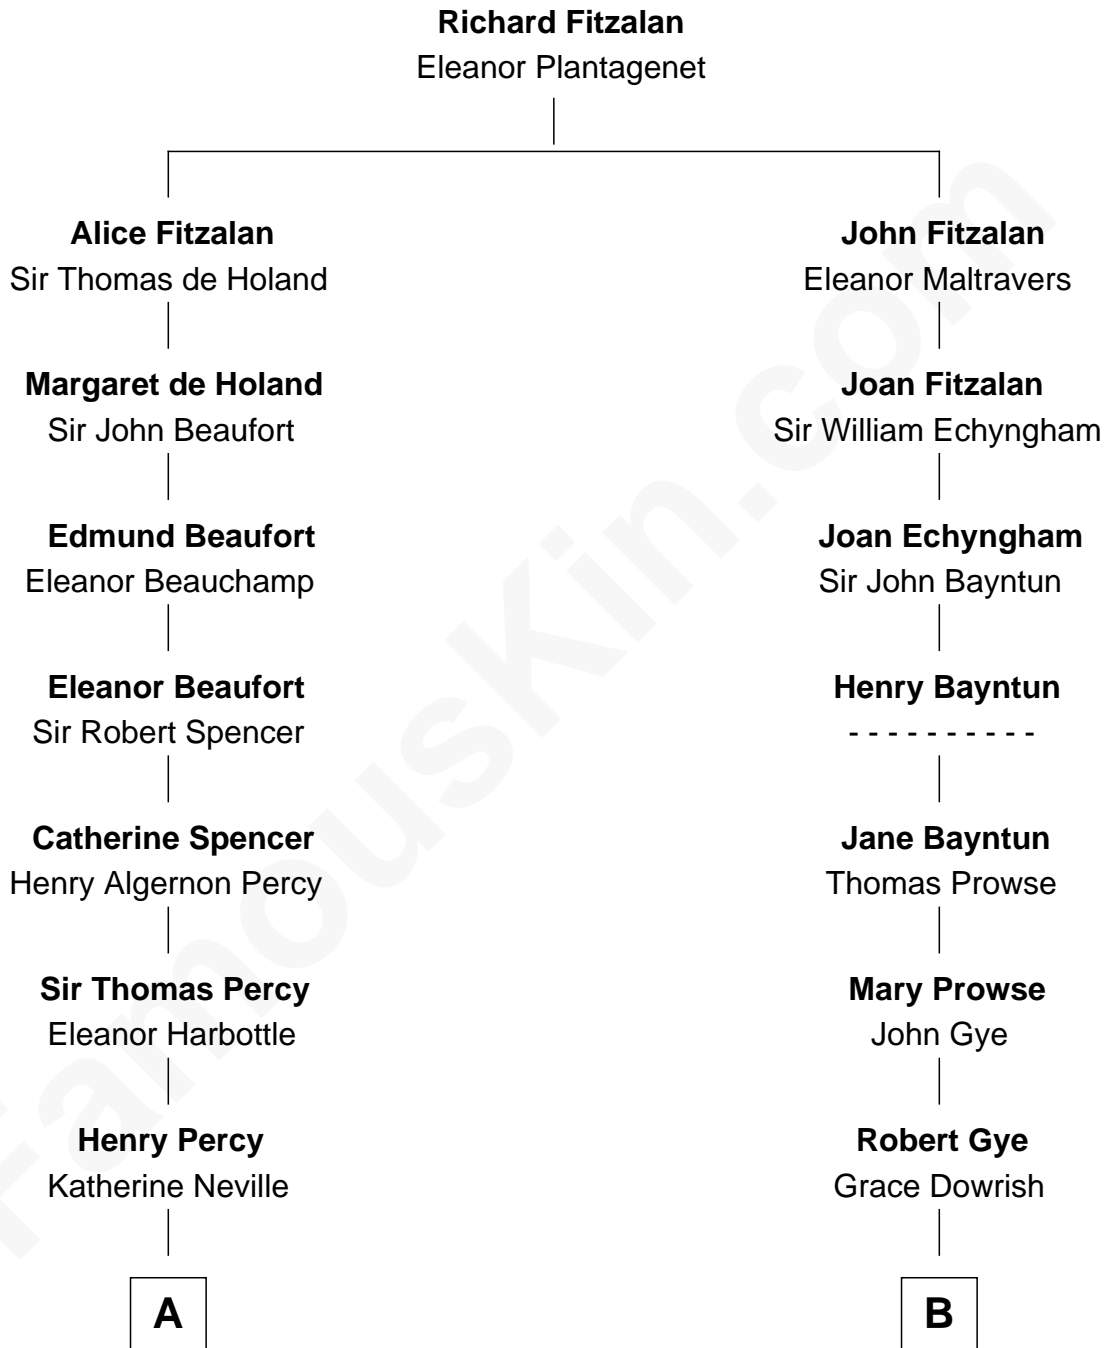 Richard Fitzalan
Eleanor Plantagenet
Alice Fitzalan
Sir Thomas de Holand
John Fitzalan
Eleanor Maltravers
Margaret de Holand
Sir John Beaufort
Joan Fitzalan
Sir William Echyngham
Edmund Beaufort
Eleanor Beauchamp
Joan Echyngham
Sir John Bayntun
Eleanor Beaufort
Sir Robert Spencer
Henry Bayntun
- - - - - - - - - -
Catherine Spencer
Henry Algernon Percy
Jane Bayntun
Thomas Prowse
Sir Thomas Percy
Eleanor Harbottle
Mary Prowse
John Gye
Henry Percy
Katherine Neville
Robert Gye
Grace Dowrish
A
B
FamousKin.com